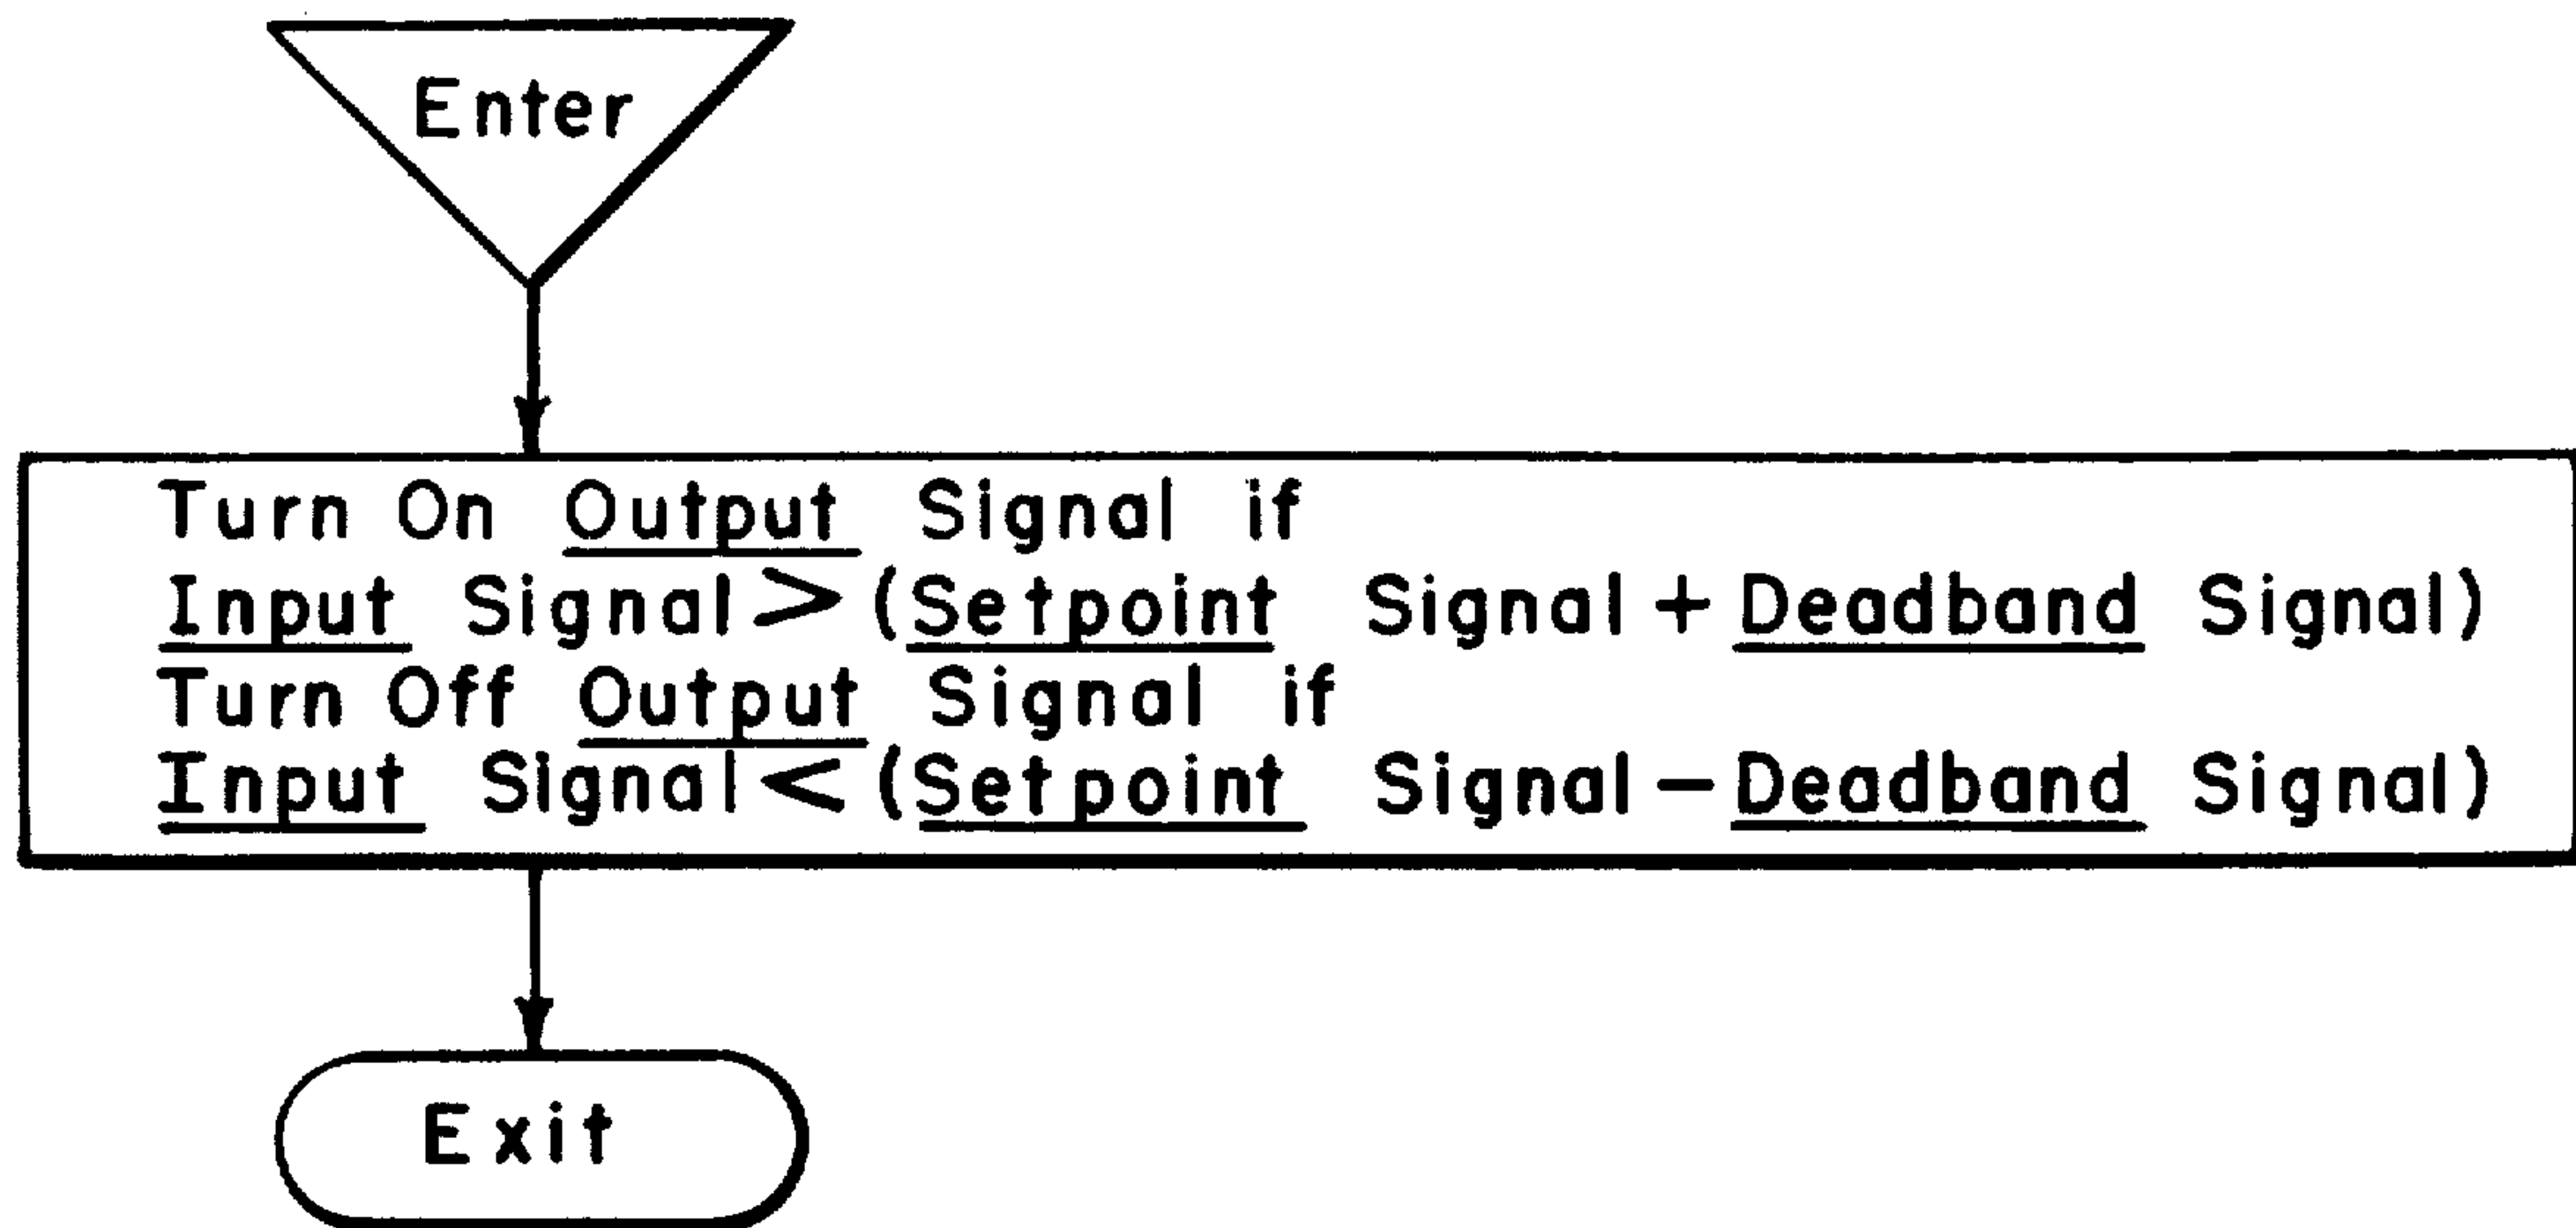 Enter
Turn On Output Signal if
Input Signal > (Setpoint Signal + Deadband Signal)
Turn Off Output Signal if
Input Signal < (Setpoint Signal - Deadband Signal)
Exit